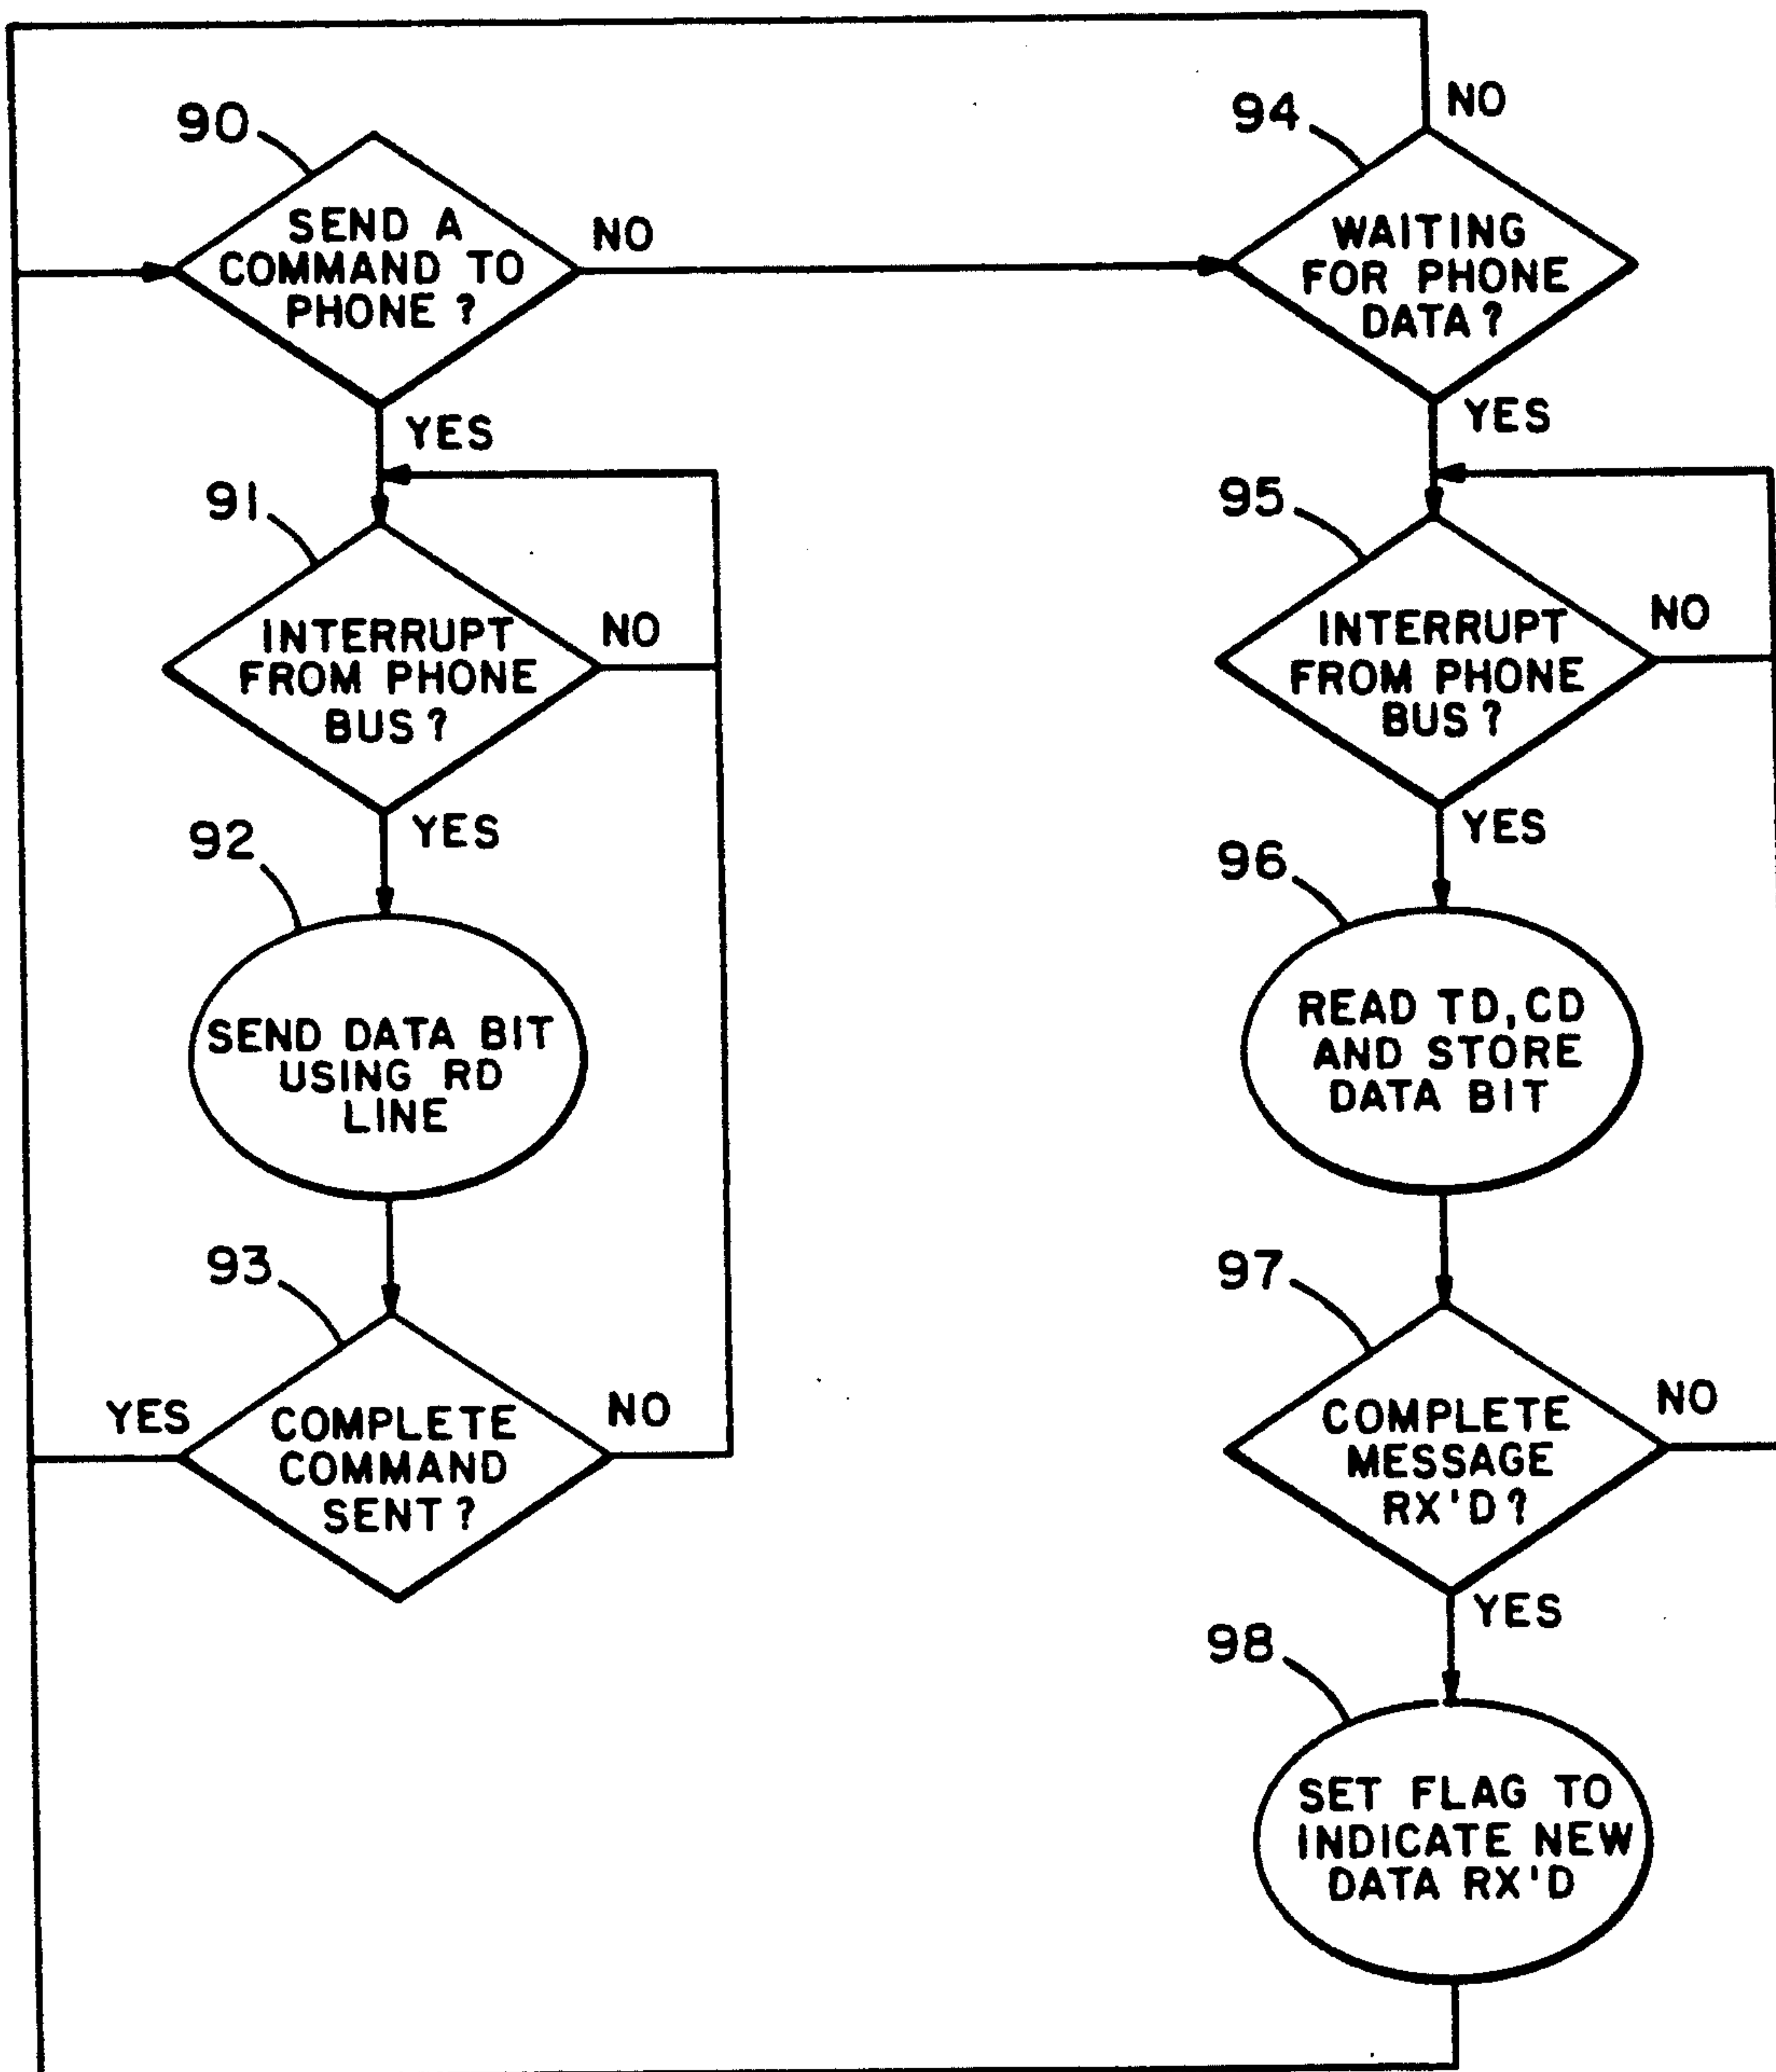 90
SEND A
COMMAND TO
PHONE ?
NO
YES
91
INTERRUPT
FROM PHONE
BUS ?
NO
YES
92
SEND DATA BIT
USING RD
LINE
93
COMPLETE
COMMAND
SENT ?
YES
NO
94
NO
WAITING
FOR PHONE
DATA ?
YES
95
INTERRUPT
FROM PHONE
BUS ?
NO
YES
96
READ TD, CD
AND STORE
DATA BIT
97
COMPLETE
MESSAGE
RX'D ?
NO
YES
98
SET FLAG TO
INDICATE NEW
DATA RX'D